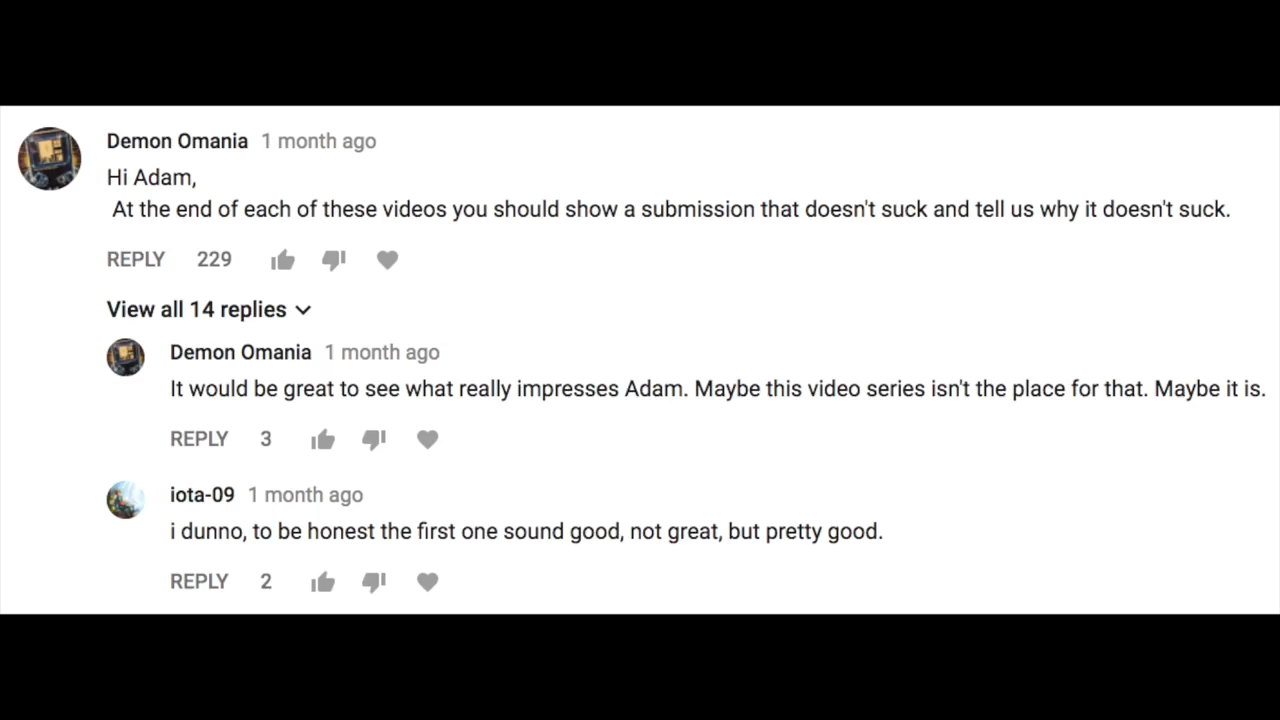 Demon Omania 1 month ago
Hi Adam,
At the end of each of these videos you should show a submission that doesn't suck and tell us why it doesn't suck.
REPLY 229
View all 14 replies
Demon Omania 1 month ago
It would be great to see what really impresses Adam. Maybe this video series isn't the place for that. Maybe it is.
REPLY 3
iota-09 1 month ago
i dunno, to be honest the first one sound good, not great, but pretty good.
REPLY 2